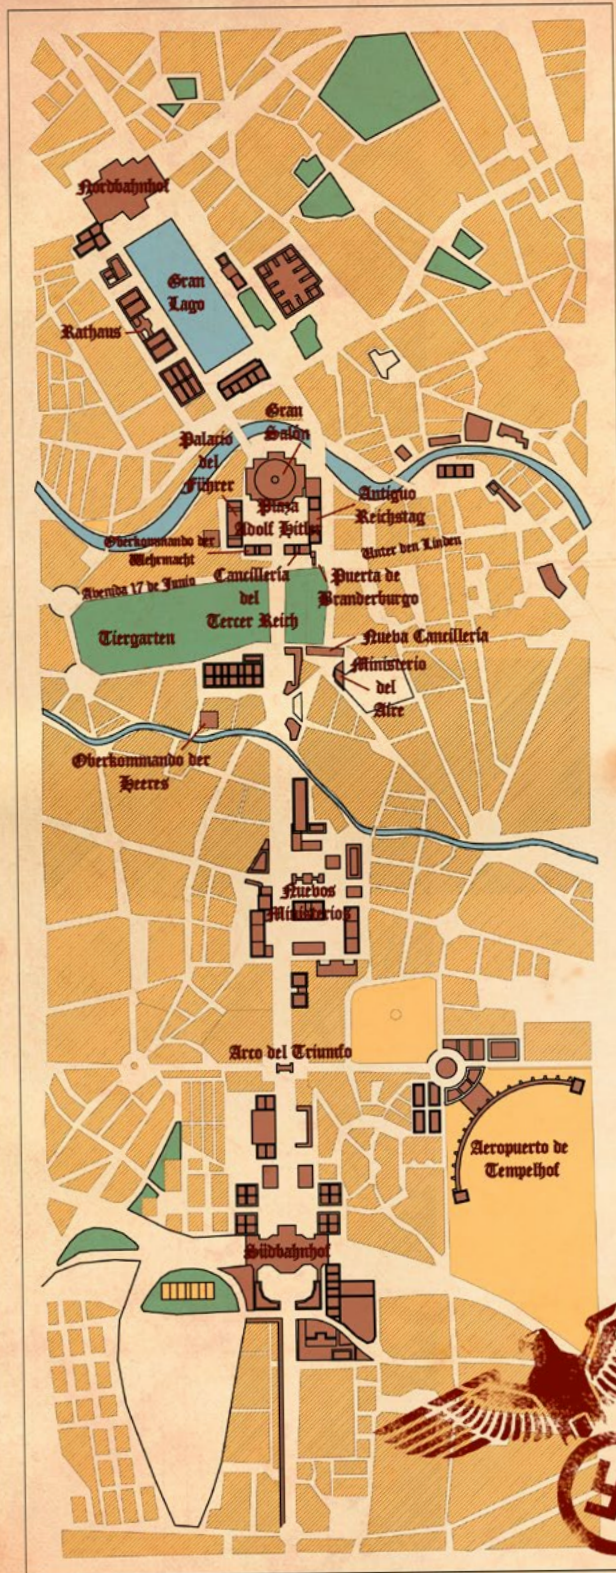 Nordbahnhof
Gran
Lago
Rathaus
Gran
Salón
Palacio
del
Führer
Plaza
Adolf Hitler
Antiguo
Reichstag
Oberkommando der
Wehrmacht
Unter den Linden
Avenida 17 de Junio
Cancillería
del
Tercer Reich
Puerta de
Branderburgo
Tiergarten
Nueva Cancillería
Ministerio
del
Aire
Oberkommando der
Heeres
Nuevos
Ministerios
Arco del Triumfo
Aeropuerto de
Tempelhof
Südbahnhof